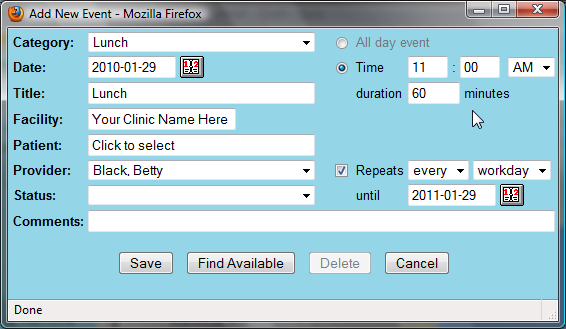 Add New Event - Mozilla Firefox
Category: Lunch All day event
Date: 2010-01-29 Time 11 : 00 AM
Title: Lunch duration 60 minutes
Facility: Your Clinic Name Here
Patient: Click to select
Provider: Black, Betty Repeats every workday
Status: until 2011-01-29
Comments:
Save Find Available Delete Cancel
Done